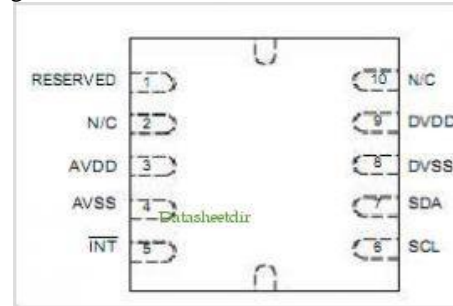 RESERVED 1 10 N/C
N/C 2 9 DVDD
AVDD 3 8 DVSS
AVSS 4 7 SDA
Datasheetdir
INT 5 6 SCL